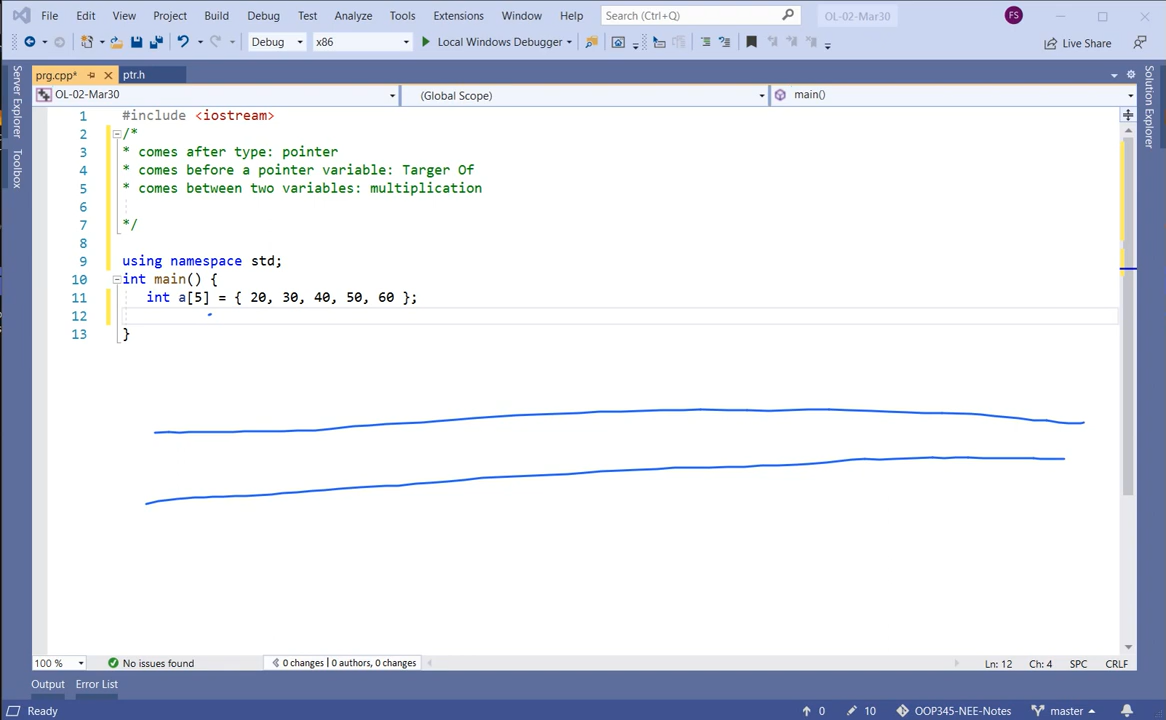 File Edit View Project Build Debug Test Analyze Tools Extensions Window Help Search (Ctrl+Q) OL-02-Mar30 FS
Debug x86 Local Windows Debugger Live Share
prg.cpp* ptr.h
OL-02-Mar30 (Global Scope) main()
Server Explorer
Toolbox
Solution Explorer
1 #include <iostream>
2 /*
3 * comes after type: pointer
4 * comes before a pointer variable: Targer Of
5 * comes between two variables: multiplication
6
7 */
8
9 using namespace std;
10 int main() {
11 int a[5] = { 20, 30, 40, 50, 60 };
12
13 }
100 % No issues found 0 changes | 0 authors, 0 changes Ln: 12 Ch: 4 SPC CRLF
Output Error List
Ready 0 10 OOP345-NEE-Notes master